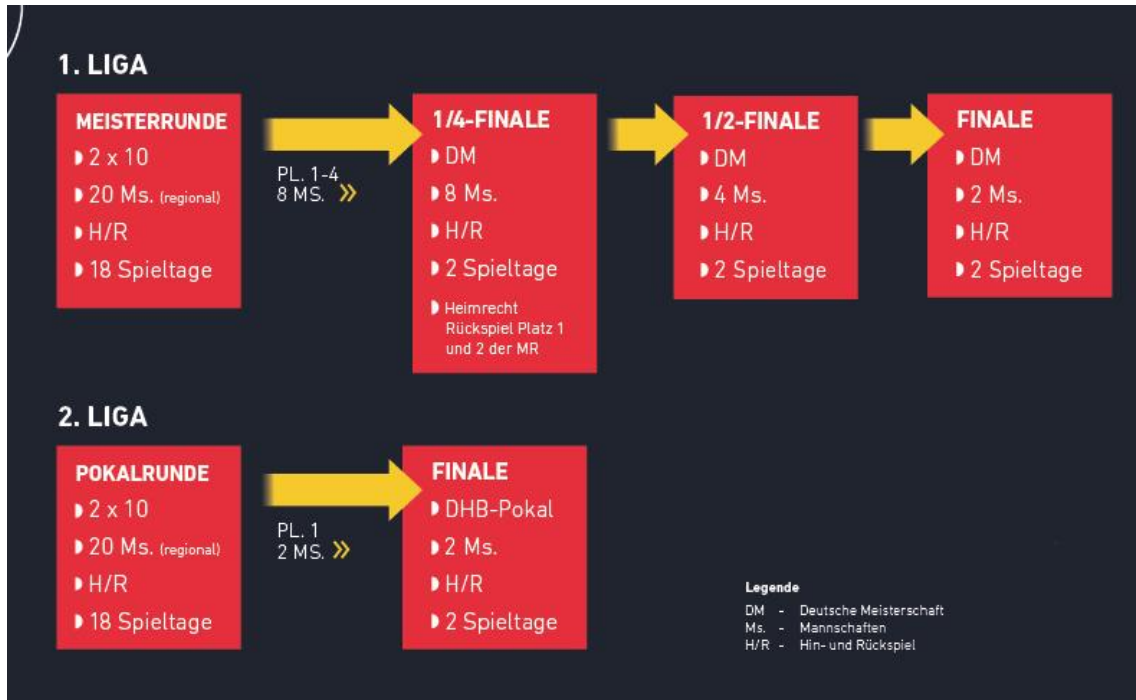 1. LIGA
MEISTERRUNDE
2 x 10
20 Ms. (regional)
H/R
18 Spieltage
PL. 1-4
8 MS. »
1/4-FINALE
DM
8 Ms.
H/R
2 Spieltage
Heimrecht
Rückspiel Platz 1
und 2 der MR
1/2-FINALE
DM
4 Ms.
H/R
2 Spieltage
FINALE
DM
2 Ms.
H/R
2 Spieltage
2. LIGA
POKALRUNDE
2 x 10
20 Ms. (regional)
H/R
18 Spieltage
PL. 1
2 MS. »
FINALE
DHB-Pokal
2 Ms.
H/R
2 Spieltage
Legende
DM - Deutsche Meisterschaft
Ms. - Mannschaften
H/R - Hin- und Rückspiel